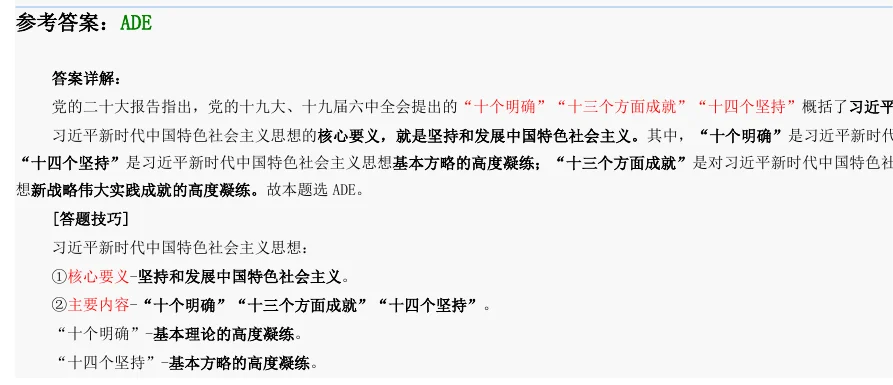 参考答案：ADE
答案详解：
党的二十大报告指出，党的十九大、十九届六中全会提出的“十个明确”“十三个方面成就”“十四个坚持”概括了习近平
习近平新时代中国特色社会主义思想的核心要义，就是坚持和发展中国特色社会主义。其中，“十个明确”是习近平新时代
“十四个坚持”是习近平新时代中国特色社会主义思想基本方略的高度凝练；“十三个方面成就”是对习近平新时代中国特色社
想新战略伟大实践成就的高度凝练。故本题选 ADE。
[答题技巧]
习近平新时代中国特色社会主义思想：
①核心要义-坚持和发展中国特色社会主义。
②主要内容-“十个明确”“十三个方面成就”“十四个坚持”。
“十个明确”-基本理论的高度凝练。
“十四个坚持”-基本方略的高度凝练。